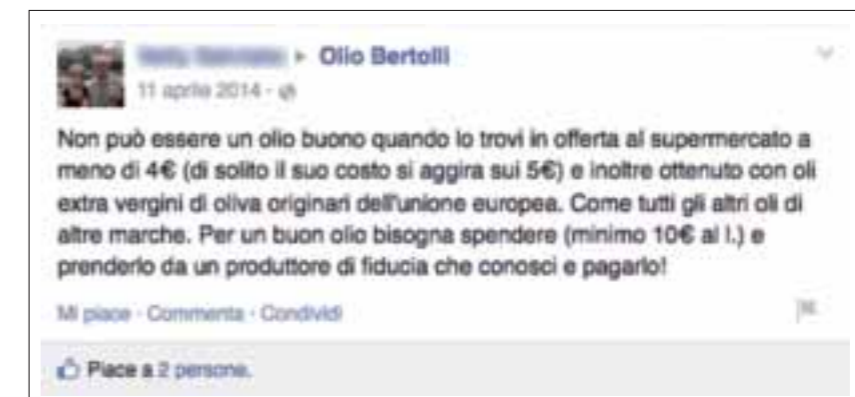 ▸ Olio Bertolli
11 aprile 2014 ·
Non può essere un olio buono quando lo trovi in offerta al supermercato a
meno di 4€ (di solito il suo costo si aggira sui 5€) e inoltre ottenuto con oli
extra vergini di oliva originari dell'unione europea. Come tutti gli altri oli di
altre marche. Per un buon olio bisogna spendere (minimo 10€ al l.) e
prenderlo da un produttore di fiducia che conosci e pagarlo!
Mi piace · Commenta · Condividi
Piace a 2 persone.